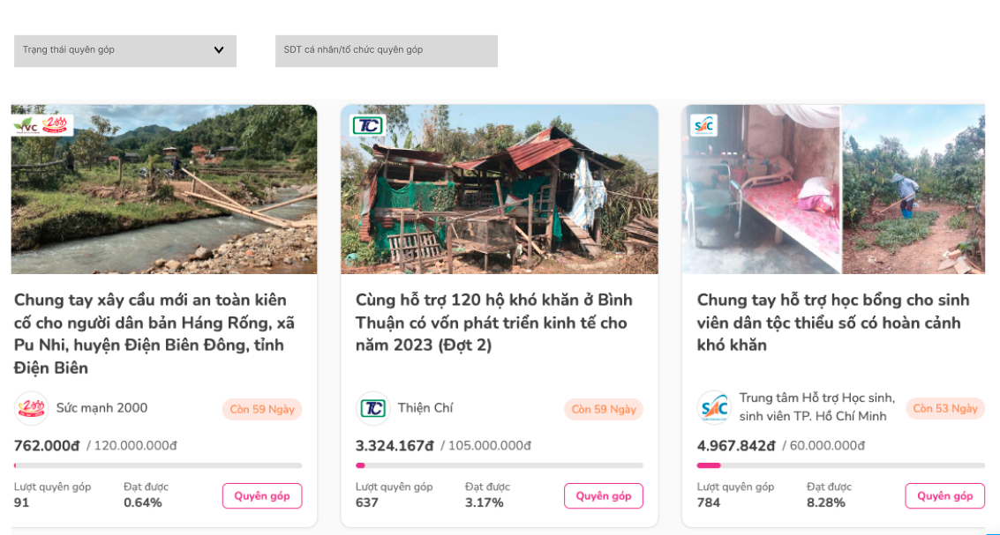 Trạng thái quyên góp
SDT cá nhân/tổ chức quyên góp
VC
2000
TC
SAC
Chung tay xây cầu mới an toàn kiên
cố cho người dân bản Háng Rống, xã
Pu Nhi, huyện Điện Biên Đông, tỉnh
Điện Biên
2000
Sức mạnh 2000
Còn 59 Ngày
762.000đ / 120.000.000đ
Lượt quyên góp
91
Đạt được
0.64%
Quyên góp
Cùng hỗ trợ 120 hộ khó khăn ở Bình
Thuận có vốn phát triển kinh tế cho
năm 2023 (Đợt 2)
TC
Thiện Chí
Còn 59 Ngày
3.324.167đ / 105.000.000đ
Lượt quyên góp
637
Đạt được
3.17%
Quyên góp
Chung tay hỗ trợ học bổng cho sinh
viên dân tộc thiểu số có hoàn cảnh
khó khăn
SAC
Trung tâm Hỗ trợ Học sinh,
sinh viên TP. Hồ Chí Minh
Còn 53 Ngày
4.967.842đ / 60.000.000đ
Lượt quyên góp
784
Đạt được
8.28%
Quyên góp